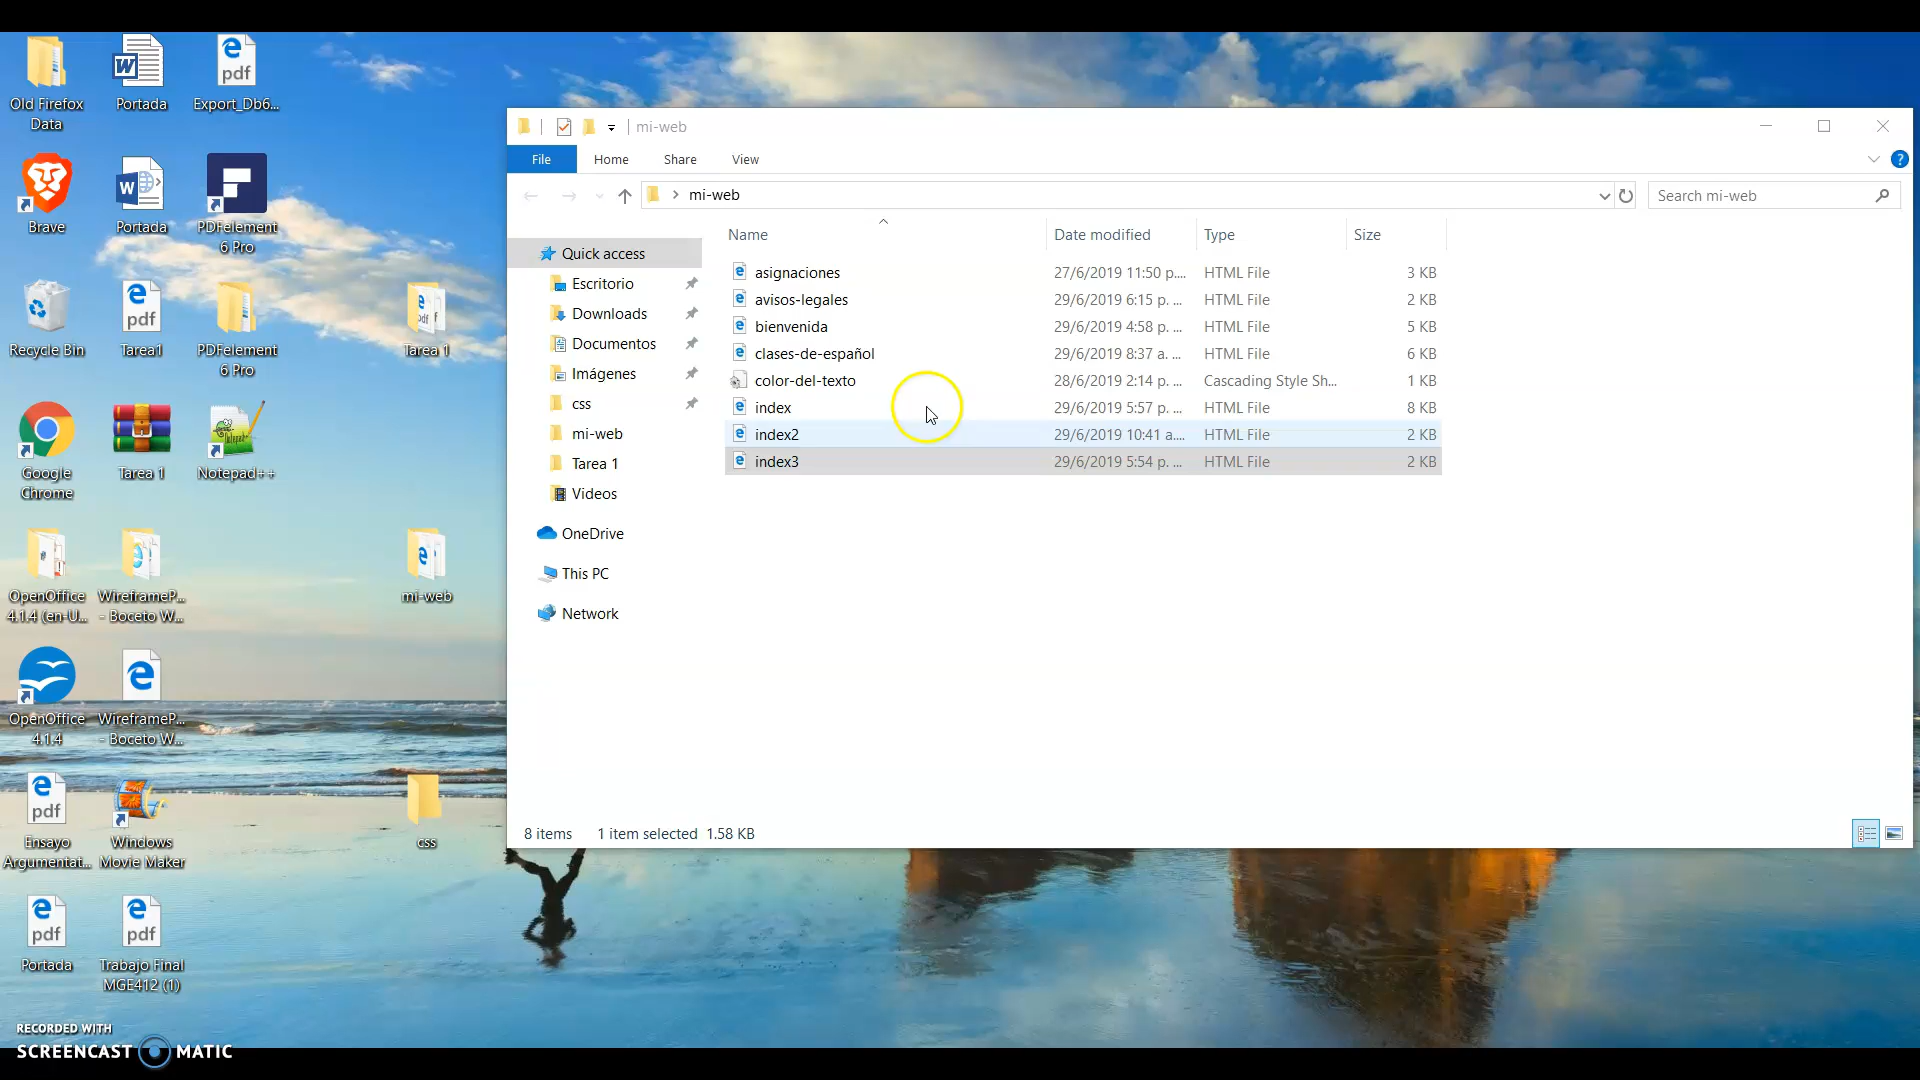 Old Firefox
Data
Portada
Export_Db6...
Brave
Portada
PDFelement
6 Pro
Recycle Bin
Tarea1
PDFelement
6 Pro
Tarea 1
Google
Chrome
Tarea 1
Notepad++
OpenOffice
4.1.4 (en-U...
WireframeP...
- Boceto W...
mi-web
OpenOffice
4.1.4
WireframeP...
- Boceto W...
Ensayo
Argumentat...
Windows
Movie Maker
css
Portada
Trabajo Final
MGE412 (1)
RECORDED WITH
SCREENCAST MATIC
mi-web
File Home Share View
mi-web
Search mi-web
Quick access
Escritorio
Downloads
Documentos
Imágenes
css
mi-web
Tarea 1
Videos
OneDrive
This PC
Network
Name Date modified Type Size
asignaciones 27/6/2019 11:50 p.... HTML File 3 KB
avisos-legales 29/6/2019 6:15 p. ... HTML File 2 KB
bienvenida 29/6/2019 4:58 p. ... HTML File 5 KB
clases-de-español 29/6/2019 8:37 a. ... HTML File 6 KB
color-del-texto 28/6/2019 2:14 p. ... Cascading Style Sh... 1 KB
index 29/6/2019 5:57 p. ... HTML File 8 KB
index2 29/6/2019 10:41 a.... HTML File 2 KB
index3 29/6/2019 5:54 p. ... HTML File 2 KB
8 items 1 item selected 1.58 KB